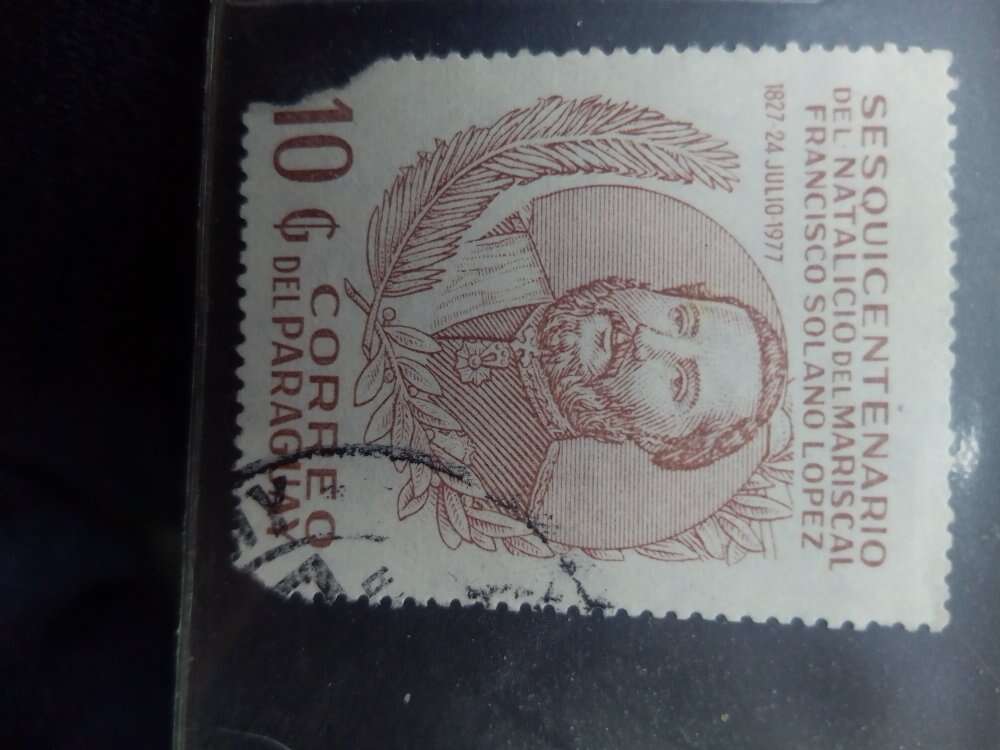 SESQUICENTENARIO
DEL NATALICIO DEL MARISCAL
FRANCISCO SOLANO LOPEZ
1827-24 JULIO-1977
10 ₲ CORREO
DEL PARAGUAY